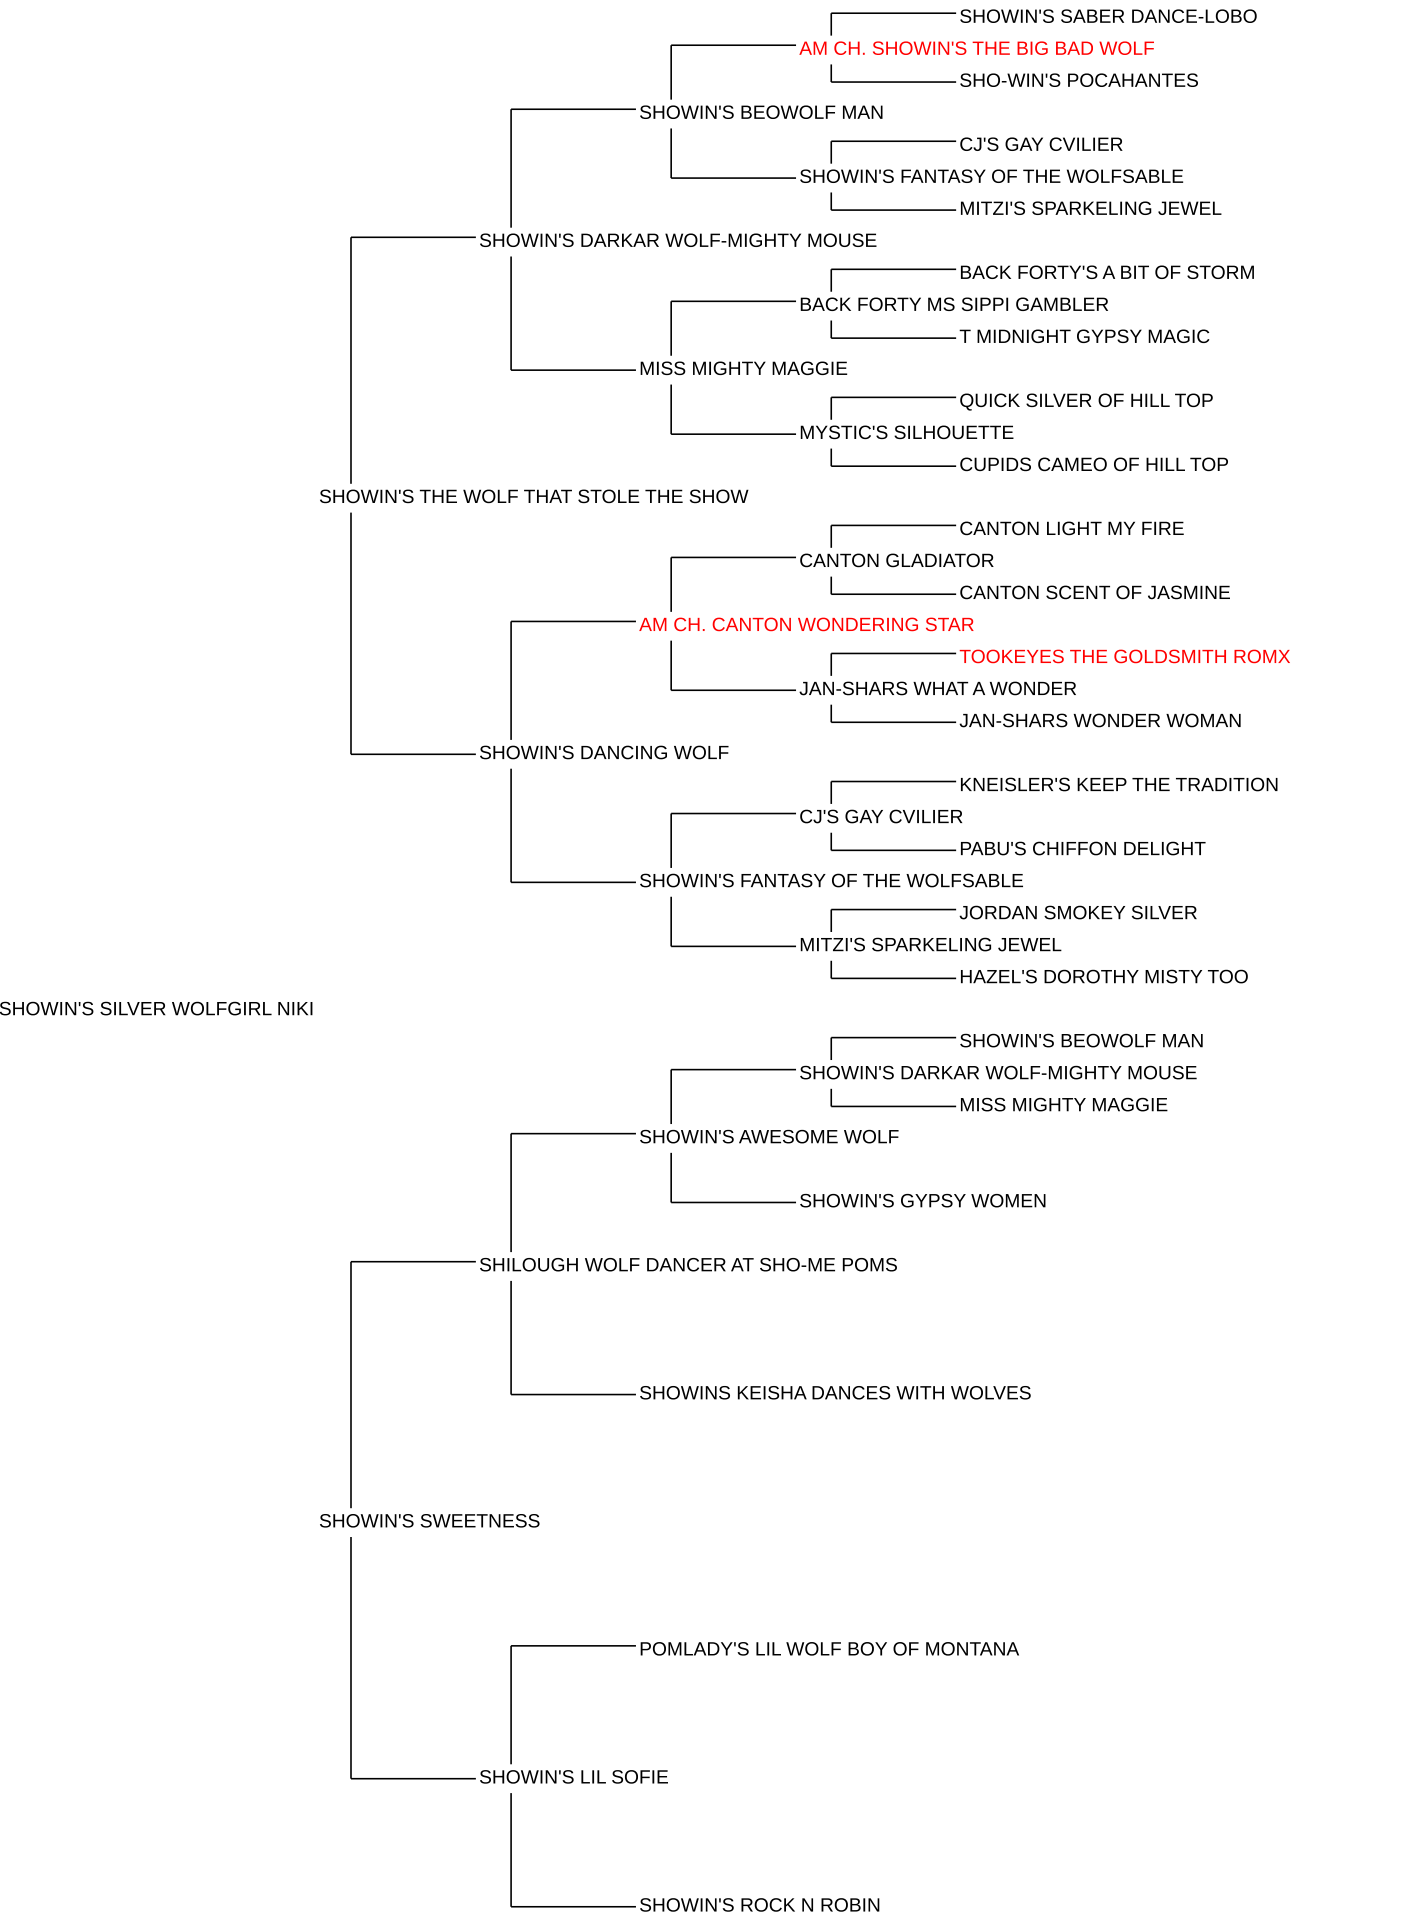 SHOWIN'S SABER DANCE-LOBO
AM CH. SHOWIN'S THE BIG BAD WOLF
SHO-WIN'S POCAHANTES
SHOWIN'S BEOWOLF MAN
CJ'S GAY CVILIER
SHOWIN'S FANTASY OF THE WOLFSABLE
MITZI'S SPARKELING JEWEL
SHOWIN'S DARKAR WOLF-MIGHTY MOUSE
BACK FORTY'S A BIT OF STORM
BACK FORTY MS SIPPI GAMBLER
T MIDNIGHT GYPSY MAGIC
MISS MIGHTY MAGGIE
QUICK SILVER OF HILL TOP
MYSTIC'S SILHOUETTE
CUPIDS CAMEO OF HILL TOP
SHOWIN'S THE WOLF THAT STOLE THE SHOW
CANTON LIGHT MY FIRE
CANTON GLADIATOR
CANTON SCENT OF JASMINE
AM CH. CANTON WONDERING STAR
TOOKEYES THE GOLDSMITH ROMX
JAN-SHARS WHAT A WONDER
JAN-SHARS WONDER WOMAN
SHOWIN'S DANCING WOLF
KNEISLER'S KEEP THE TRADITION
CJ'S GAY CVILIER
PABU'S CHIFFON DELIGHT
SHOWIN'S FANTASY OF THE WOLFSABLE
JORDAN SMOKEY SILVER
MITZI'S SPARKELING JEWEL
HAZEL'S DOROTHY MISTY TOO
SHOWIN'S SILVER WOLFGIRL NIKI
SHOWIN'S BEOWOLF MAN
SHOWIN'S DARKAR WOLF-MIGHTY MOUSE
MISS MIGHTY MAGGIE
SHOWIN'S AWESOME WOLF
SHOWIN'S GYPSY WOMEN
SHILOUGH WOLF DANCER AT SHO-ME POMS
SHOWINS KEISHA DANCES WITH WOLVES
SHOWIN'S SWEETNESS
POMLADY'S LIL WOLF BOY OF MONTANA
SHOWIN'S LIL SOFIE
SHOWIN'S ROCK N ROBIN